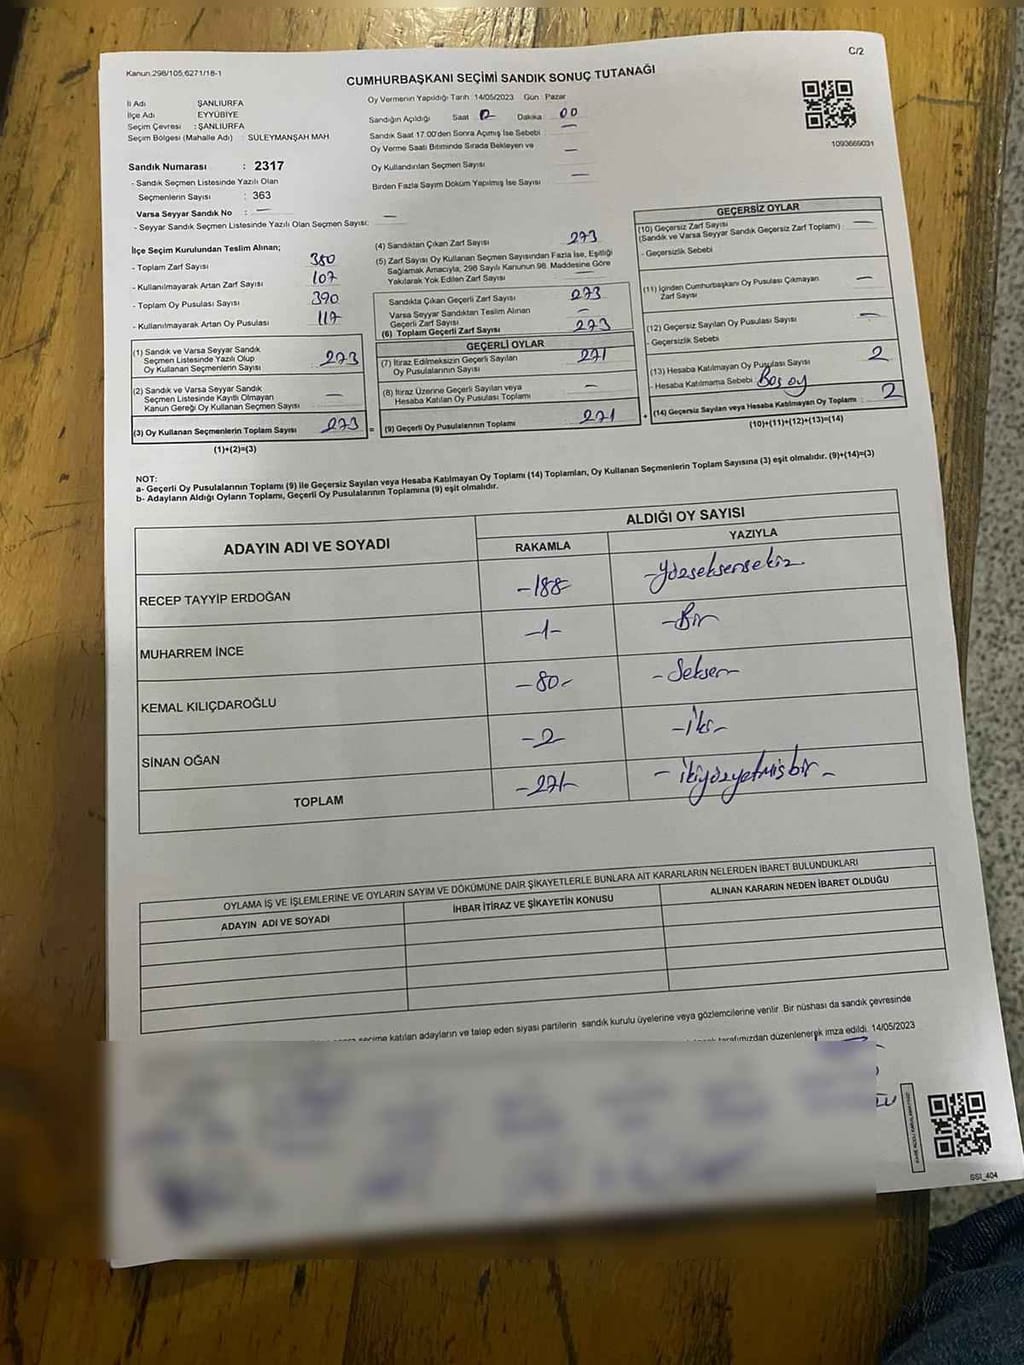 Kanun:298/105,6271/18-1
C/2
CUMHURBAŞKANI SEÇİMİ SANDIK SONUÇ TUTANAĞI
İl Adı ŞANLIURFA
İlçe Adı EYYÜBİYE
Seçim Çevresi : ŞANLIURFA
Seçim Bölgesi (Mahalle Adı) : SÜLEYMANŞAH MAH.
Sandık Numarası : 2317
- Sandık Seçmen Listesinde Yazılı Olan
Seçmenlerin Sayısı : 363
Varsa Seyyar Sandık No : —
- Seyyar Sandık Seçmen Listesinde Yazılı Olan Seçmen Sayısı: —
Oy Vermenin Yapıldığı Tarih :14/05/2023 Gün : Pazar
Sandığın Açıldığı Saat Dakika : 00
Sandık Saat 17.00'den Sonra Açılmış İse Sebebi : —
Oy Verme Saati Bitiminde Sırada Bekleyen ve
Oy Kullandırılan Seçmen Sayısı —
Birden Fazla Sayım Döküm Yapılmış İse Sayısı —
1093669031
İlçe Seçim Kurulundan Teslim Alınan;
- Toplam Zarf Sayısı 380
- Kullanılmayarak Artan Zarf Sayısı 107
- Toplam Oy Pusulası Sayısı 390
- Kullanılmayarak Artan Oy Pusulası 117
(1) Sandık ve Varsa Seyyar Sandık
Seçmen Listesinde Yazılı Olup
Oy Kullanan Seçmenlerin Sayısı 273
(2) Sandık ve Varsa Seyyar Sandık
Seçmen Listesinde Kayıtlı Olmayan
Kanun Gereği Oy Kullanan Seçmen Sayısı —
(3) Oy Kullanan Seçmenlerin Toplam Sayısı 273
(1)+(2)=(3)
(4) Sandıktan Çıkan Zarf Sayısı 273
(5) Zarf Sayısı Oy Kullanan Seçmen Sayısından Fazla İse, Eşitliği
Sağlamak Amacıyla, 298 Sayılı Kanunun 98. Maddesine Göre
Yakılarak Yok Edilen Zarf Sayısı —
Sandıkta Çıkan Geçerli Zarf Sayısı 273
Varsa Seyyar Sandıktan Teslim Alınan
Geçerli Zarf Sayısı —
(6) Toplam Geçerli Zarf Sayısı 273
GEÇERLİ OYLAR
(7) İtiraz Edilmeksizin Geçerli Sayılan
Oy Pusulalarının Sayısı 271
(8) İtiraz Üzerine Geçerli Sayılan veya
Hesaba Katılan Oy Pusulası Toplamı —
= (9) Geçerli Oy Pusulalarının Toplamı 271
GEÇERSİZ OYLAR
(10) Geçersiz Zarf Sayısı
(Sandık ve Varsa Seyyar Sandık Geçersiz Zarf Toplamı) —
- Geçersizlik Sebebi
(11) İçinden Cumhurbaşkanı Oy Pusulası Çıkmayan
Zarf Sayısı —
(12) Geçersiz Sayılan Oy Pusulası Sayısı —
- Geçersizlik Sebebi
(13) Hesaba Katılmayan Oy Pusulası Sayısı 2
- Hesaba Katılmama Sebebi : Boş oy
+ (14) Geçersiz Sayılan veya Hesaba Katılmayan Oy Toplamı : 2
(10)+(11)+(12)+(13)=(14)
NOT:
a- Geçerli Oy Pusulalarının Toplamı (9) ile Geçersiz Sayılan veya Hesaba Katılmayan Oy Toplamı (14) Toplamları, Oy Kullanan Seçmenlerin Toplam Sayısına (3) eşit olmalıdır. (9)+(14)=(3)
b- Adayların Aldığı Oyların Toplamı, Geçerli Oy Pusulalarının Toplamına (9) eşit olmalıdır.
ADAYIN ADI VE SOYADI
ALDIĞI OY SAYISI
RAKAMLA YAZIYLA
RECEP TAYYİP ERDOĞAN -188- -Yüzseksensekiz
MUHARREM İNCE -1- -Bir
KEMAL KILIÇDAROĞLU -80- -Seksen
SİNAN OĞAN -2 -iki-
TOPLAM -271- -ikiyüzyetmişbir-
OYLAMA İŞ VE İŞLEMLERİNE VE OYLARIN SAYIM VE DÖKÜMÜNE DAİR ŞİKAYETLERLE BUNLARA AİT KARARLARIN NELERDEN İBARET BULUNDUKLARI
ADAYIN ADI VE SOYADI İHBAR İTİRAZ VE ŞİKAYETİN KONUSU ALINAN KARARIN NEDEN İBARET OLDUĞU
seçime katılan adayların ve talep eden siyasi partilerin sandık kurulu üyelerine veya gözlemcilerine verilir. Bir nüshası da sandık çevresinde
tarafımızdan düzenlenerek imza edildi. 14/05/2023
SSI_404